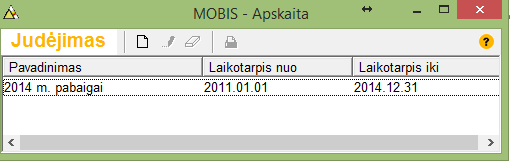 MOBIS - Apskaita
Judėjimas
?
Pavadinimas Laikotarpis nuo Laikotarpis iki
2014 m. pabaigai 2011.01.01 2014.12.31